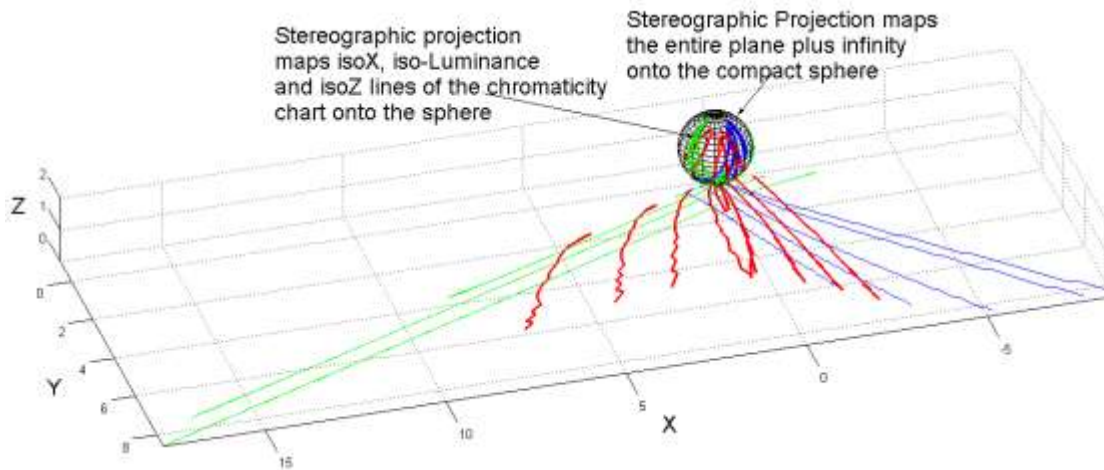 Stereographic projection
maps isoX, iso-Luminance
and isoZ lines of the chromaticity
chart onto the sphere
Stereographic Projection maps
the entire plane plus infinity
onto the compact sphere
Z
2
1
0
0
2
4
6
8
Y
15
10
5
0
-5
X